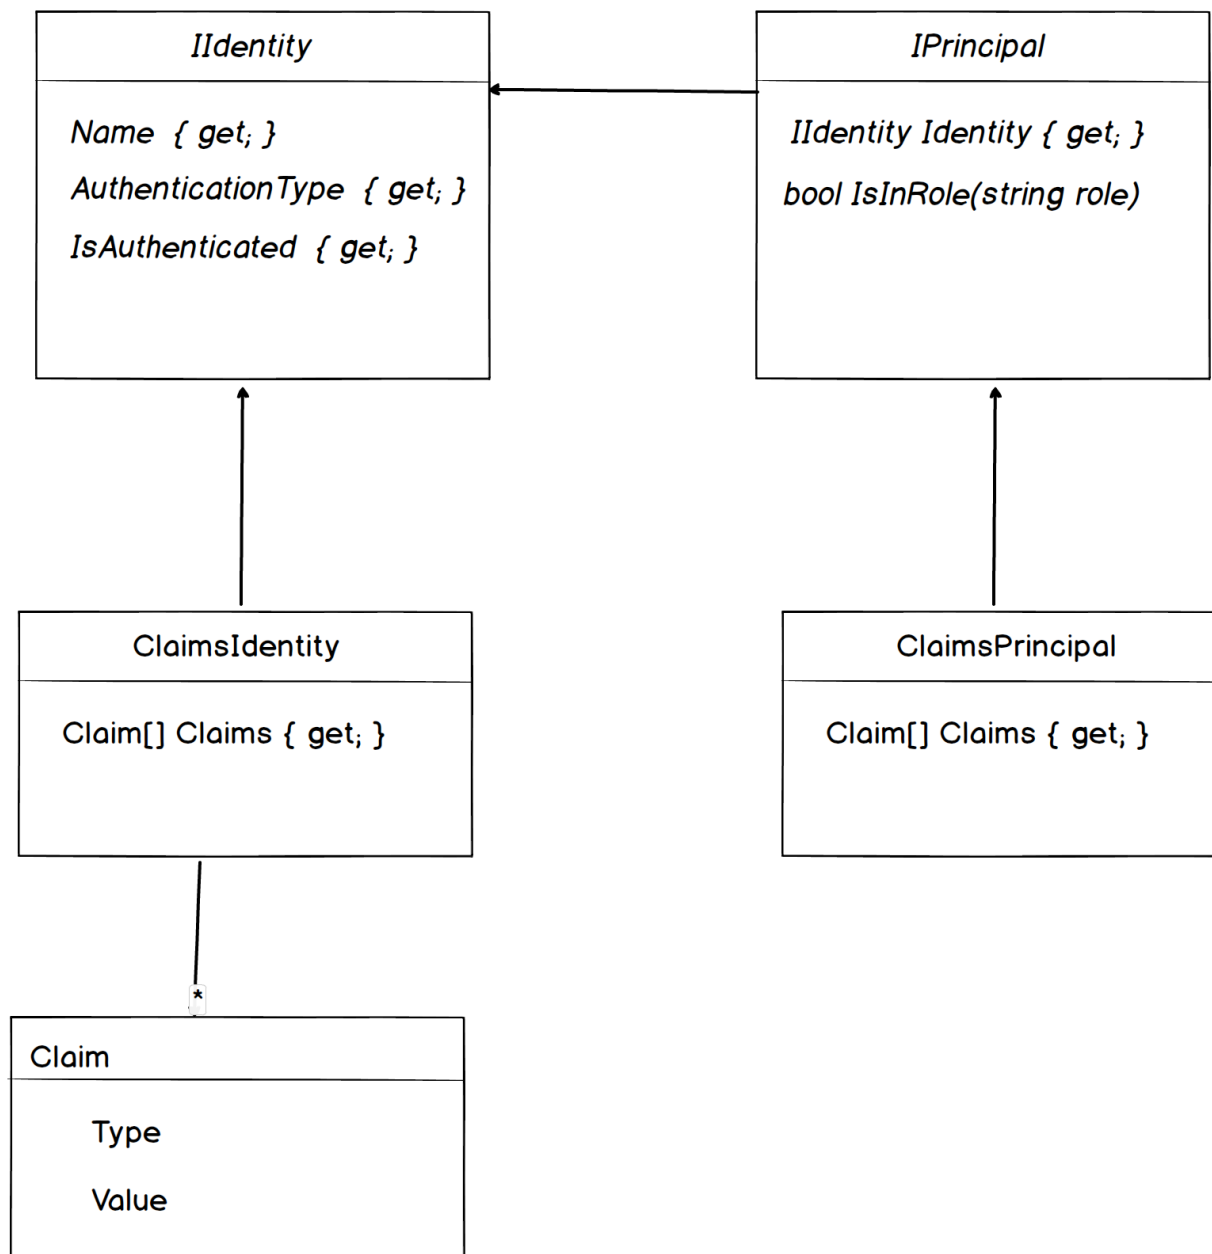 IIdentity
Name { get; }
AuthenticationType { get; }
IsAuthenticated { get; }
IPrincipal
IIdentity Identity { get; }
bool IsInRole(string role)
ClaimsIdentity
Claim[] Claims { get; }
ClaimsPrincipal
Claim[] Claims { get; }
*
Claim
Type
Value